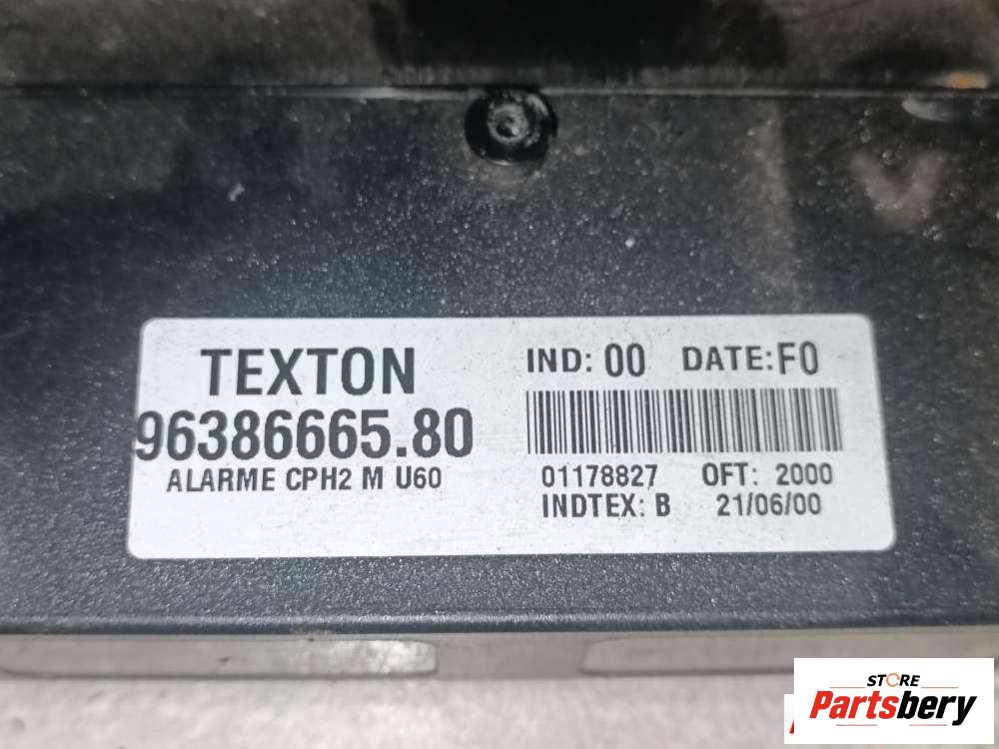 TEXTON
96386665.80
ALARME CPH2 M U60
IND: 00 DATE: F0
01178827 OFT: 2000
INDTEX: B 21/06/00
STORE
Partsbery